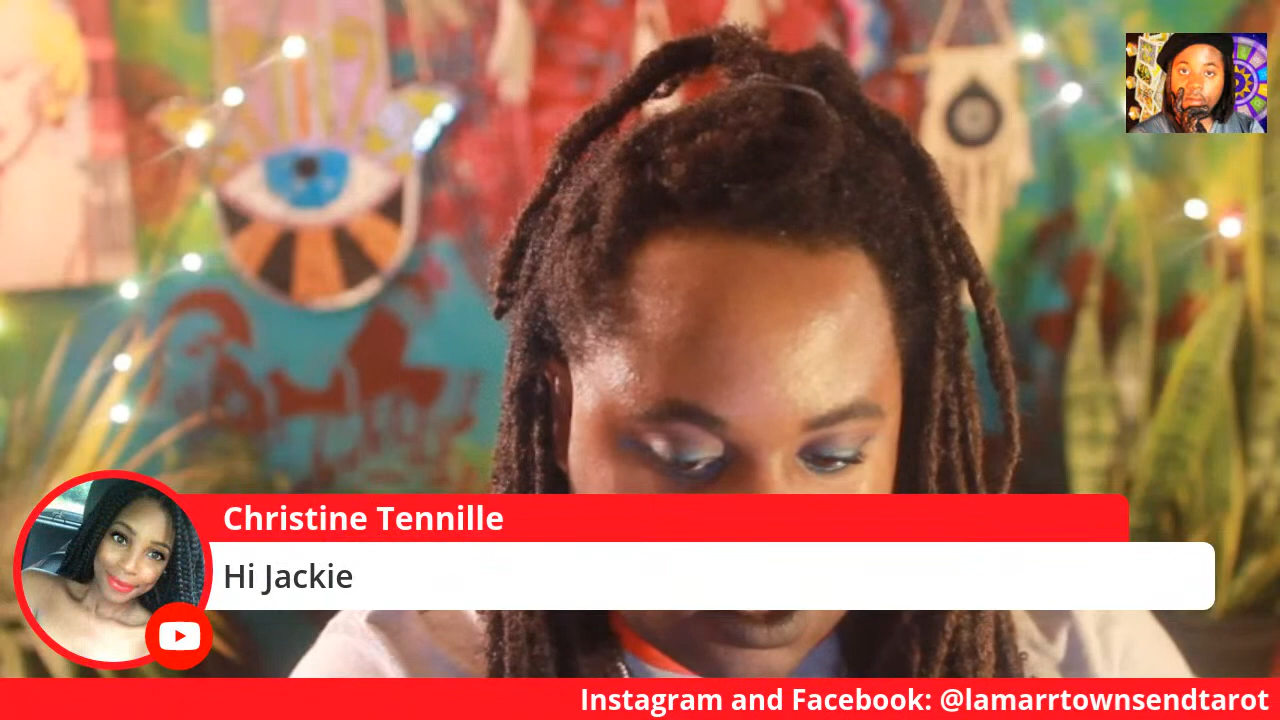 Christine Tennille
Hi Jackie
Instagram and Facebook: @lamarrtownsendtarot